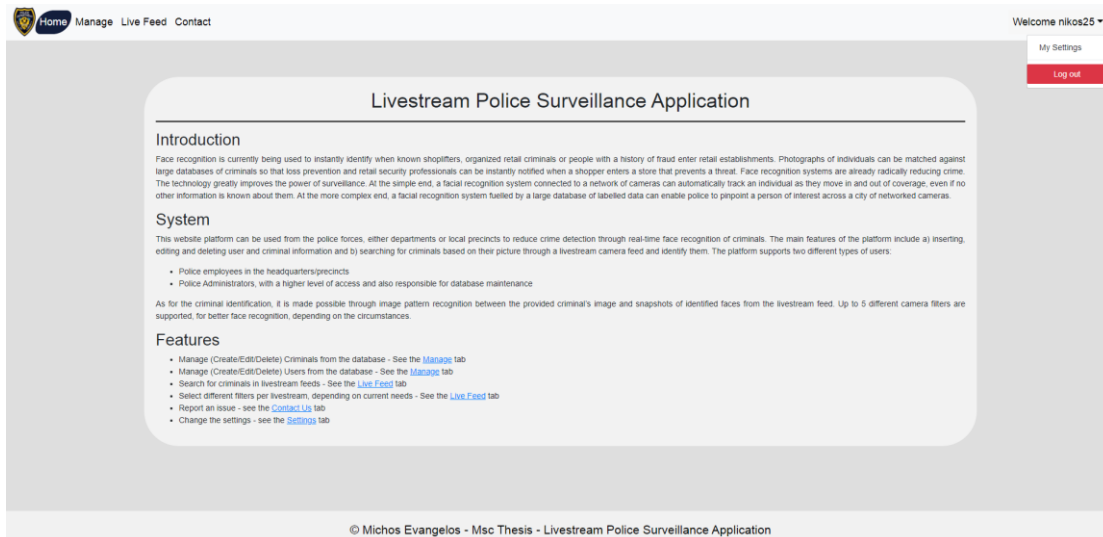 Home Manage Live Feed Contact Welcome nikos25
My Settings
Log out
Livestream Police Surveillance Application
Introduction
Face recognition is currently being used to instantly identify when known shoplifters, organized retail criminals or people with a history of fraud enter retail establishments. Photographs of individuals can be matched against
large databases of criminals so that loss prevention and retail security professionals can be instantly notified when a shopper enters a store that prevents a threat. Face recognition systems are already radically reducing crime.
The technology greatly improves the power of surveillance. At the simple end, a facial recognition system connected to a network of cameras can automatically track an individual as they move in and out of coverage, even if no
other information is known about them. At the more complex end, a facial recognition system fuelled by a large database of labelled data can enable police to pinpoint a person of interest across a city of networked cameras.
System
This website platform can be used from the police forces, either departments or local precincts to reduce crime detection through real-time face recognition of criminals. The main features of the platform include a) inserting,
editing and deleting user and criminal information and b) searching for criminals based on their picture through a livestream camera feed and identify them. The platform supports two different types of users:
• Police employees in the headquarters/precincts
• Police Administrators, with a higher level of access and also responsible for database maintenance
As for the criminal identification, it is made possible through image pattern recognition between the provided criminal's image and snapshots of identified faces from the livestream feed. Up to 5 different camera filters are
supported, for better face recognition, depending on the circumstances.
Features
• Manage (Create/Edit/Delete) Criminals from the database - See the Manage tab
• Manage (Create/Edit/Delete) Users from the database - See the Manage tab
• Search for criminals in livestream feeds - See the Live Feed tab
• Select different filters per livestream, depending on current needs - See the Live Feed tab
• Report an issue - see the Contact Us tab
• Change the settings - see the Settings tab
© Michos Evangelos - Msc Thesis - Livestream Police Surveillance Application